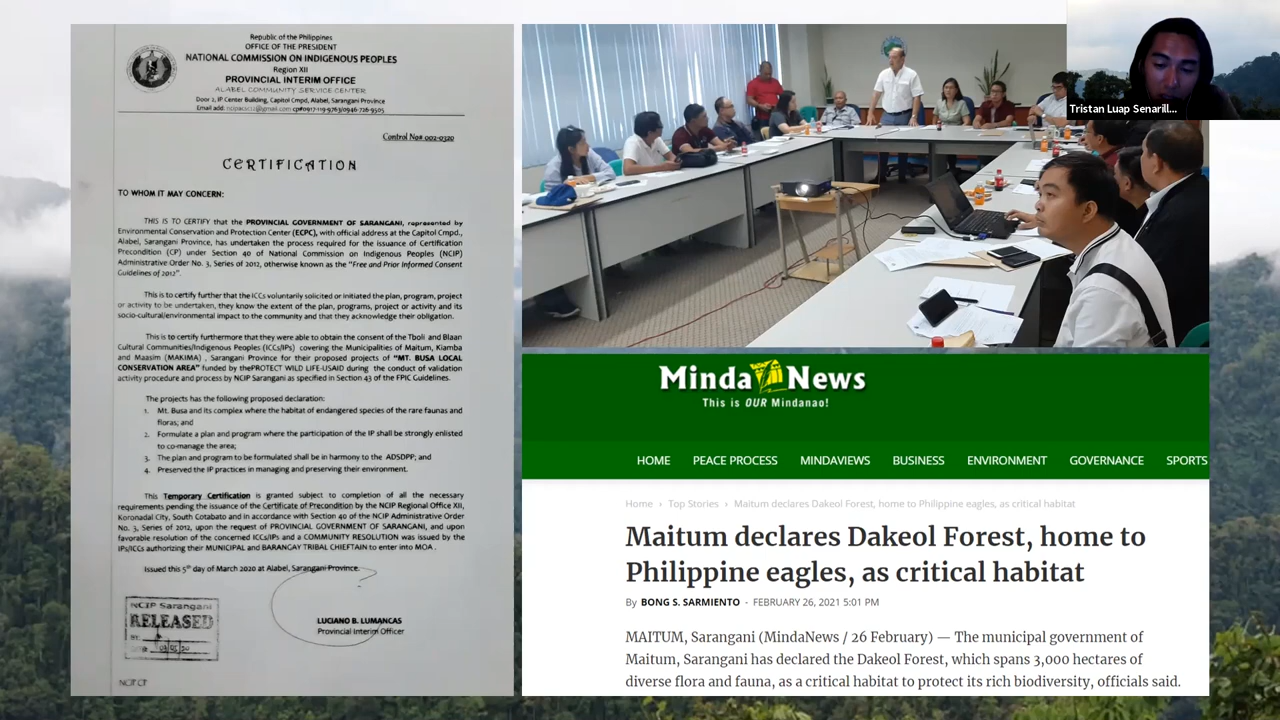 Republic of the Philippines
OFFICE OF THE PRESIDENT
NATIONAL COMMISSION ON INDIGENOUS PEOPLES
Region XII
PROVINCIAL INTERIM OFFICE
ALABEL COMMUNITY SERVICE CENTER
Door 2, IP Center Building, Capitol Cmpd, Alabel, Sarangani Province
Control No# 002-0320
CERTIFICATION
TO WHOM IT MAY CONCERN:
THIS IS TO CERTIFY that the PROVINCIAL GOVERNMENT OF SARANGANI, represented by
Environmental Conservation and Protection Center (ECPC), with official address at the Capitol Cmpd.,
Alabel, Sarangani Province, has undertaken the process required for the issuance of Certification
Precondition (CP) under Section 40 of National Commission on Indigenous Peoples (NCIP)
Administrative Order No. 3, Series of 2012, otherwise known as the "Free and Prior Informed Consent
Guidelines of 2012".
This is to certify further that the ICCs voluntarily solicited or initiated the plan, program, project
or activity to be undertaken, they know the extent of the plan, programs, project or activity and its
socio-cultural/environmental impact to the community and that they acknowledge their obligation.
This is to certify furthermore that they were able to obtain the consent of the Tboli and Blaan
Cultural Communities/Indigenous Peoples (ICCs/IPs) covering the Municipalities of Maitum, Kiamba
and Maasim (MAKIMA) , Sarangani Province for their proposed projects of "MT. BUSA LOCAL
CONSERVATION AREA" funded by thePROTECT WILD LIFE-USAID during the conduct of validation
activity procedure and process by NCIP Sarangani as specified in Section 43 of the FPIC Guidelines.
The projects has the following proposed declaration:
1. Mt. Busa and its complex where the habitat of endangered species of the rare faunas and
floras; and
2. Formulate a plan and program where the participation of the IP shall be strongly enlisted
to co-manage the area;
3. The plan and program to be formulated shall be in harmony to the ADSDPP; and
4. Preserved the IP practices in managing and preserving their environment.
This Temporary Certification is granted subject to completion of all the necessary
requirements pending the issuance of the Certificate of Precondition by the NCIP Regional Office XII,
Koronadal City, South Cotabato and in accordance with Section 40 of the NCIP Administrative Order
No. 3, Series of 2012, upon the request of PROVINCIAL GOVERNMENT OF SARANGANI, and upon
favorable resolution of the concerned ICCs/IPs and a COMMUNITY RESOLUTION was issued by the
IPs/ICCs authorizing their MUNICIPAL and BARANGAY TRIBAL CHIEFTAIN to enter into MOA .
Issued this 5th day of March 2020 at Alabel, Sarangani Province.
LUCIANO B. LUMANCAS
Provincial Interim Officer
NCIP Sarangani
RELEASED
BY:
Tristan Luap Senarill...
Minda News
This is OUR Mindanao!
HOME PEACE PROCESS MINDAVIEWS BUSINESS ENVIRONMENT GOVERNANCE SPORTS
Home › Top Stories › Maitum declares Dakeol Forest, home to Philippine eagles, as critical habitat
Maitum declares Dakeol Forest, home to
Philippine eagles, as critical habitat
By BONG S. SARMIENTO - FEBRUARY 26, 2021 5:01 PM
MAITUM, Sarangani (MindaNews / 26 February) — The municipal government of
Maitum, Sarangani has declared the Dakeol Forest, which spans 3,000 hectares of
diverse flora and fauna, as a critical habitat to protect its rich biodiversity, officials said.